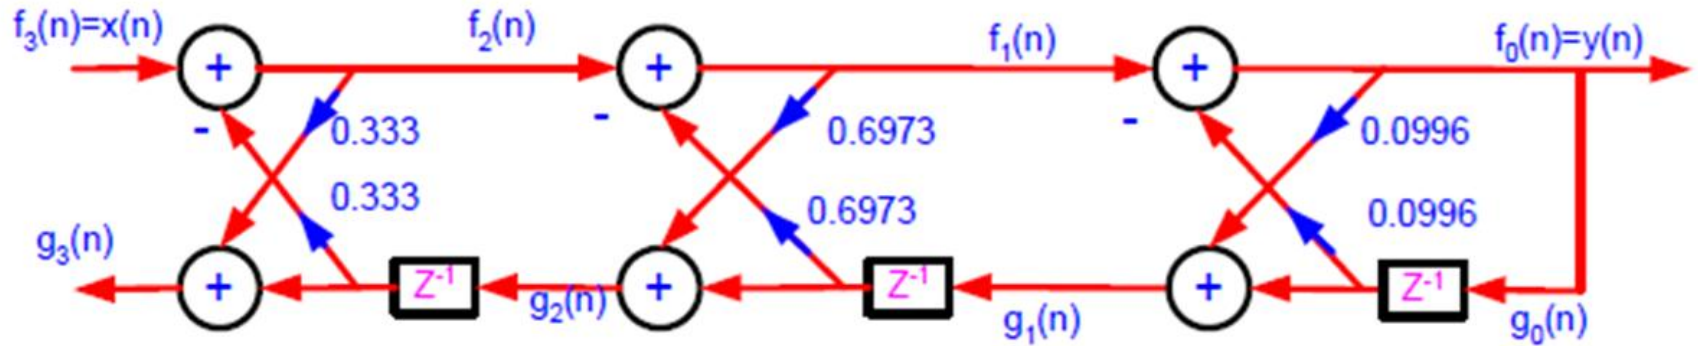 f₃(n)=x(n) f₂(n) f₁(n) f₀(n)=y(n)
+ + +
- - -
0.333 0.6973 0.0996
0.333 0.6973 0.0996
g₃(n)
+ Z⁻¹ + Z⁻¹ + Z⁻¹
g₂(n) g₁(n) g₀(n)